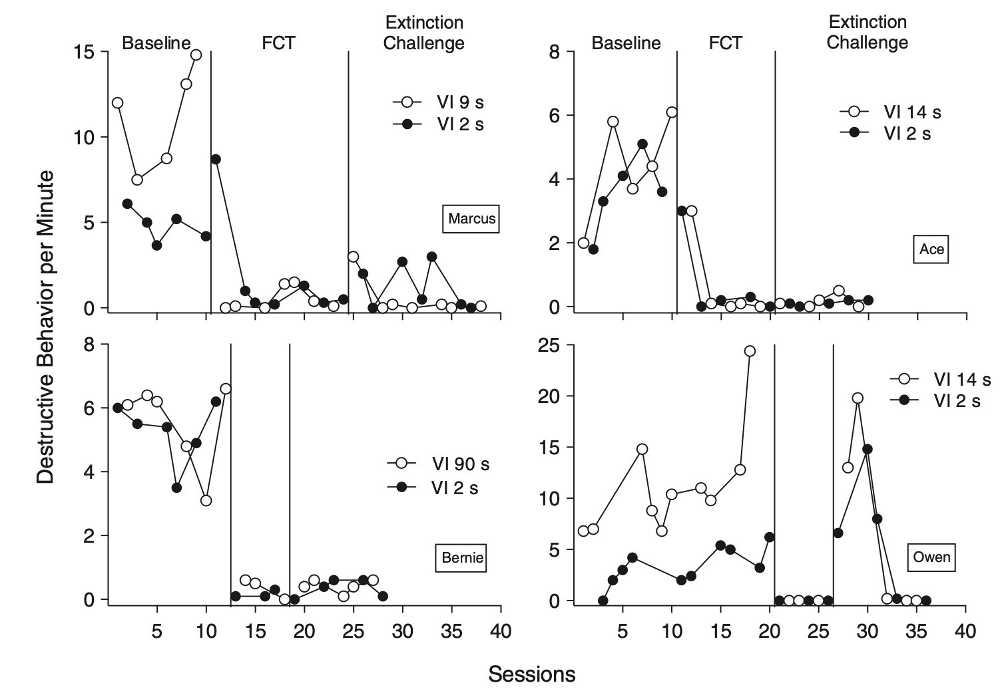 Baseline
FCT
Extinction
Challenge
Baseline
FCT
Extinction
Challenge
Destructive Behavior per Minute
15
10
5
0
VI 9 s
VI 2 s
Marcus
8
6
4
2
0
VI 14 s
VI 2 s
Ace
8
6
4
2
0
VI 90 s
VI 2 s
Bernie
5 10 15 20 25 30 35 40
25
20
15
10
5
0
VI 14 s
VI 2 s
Owen
5 10 15 20 25 30 35 40
Sessions